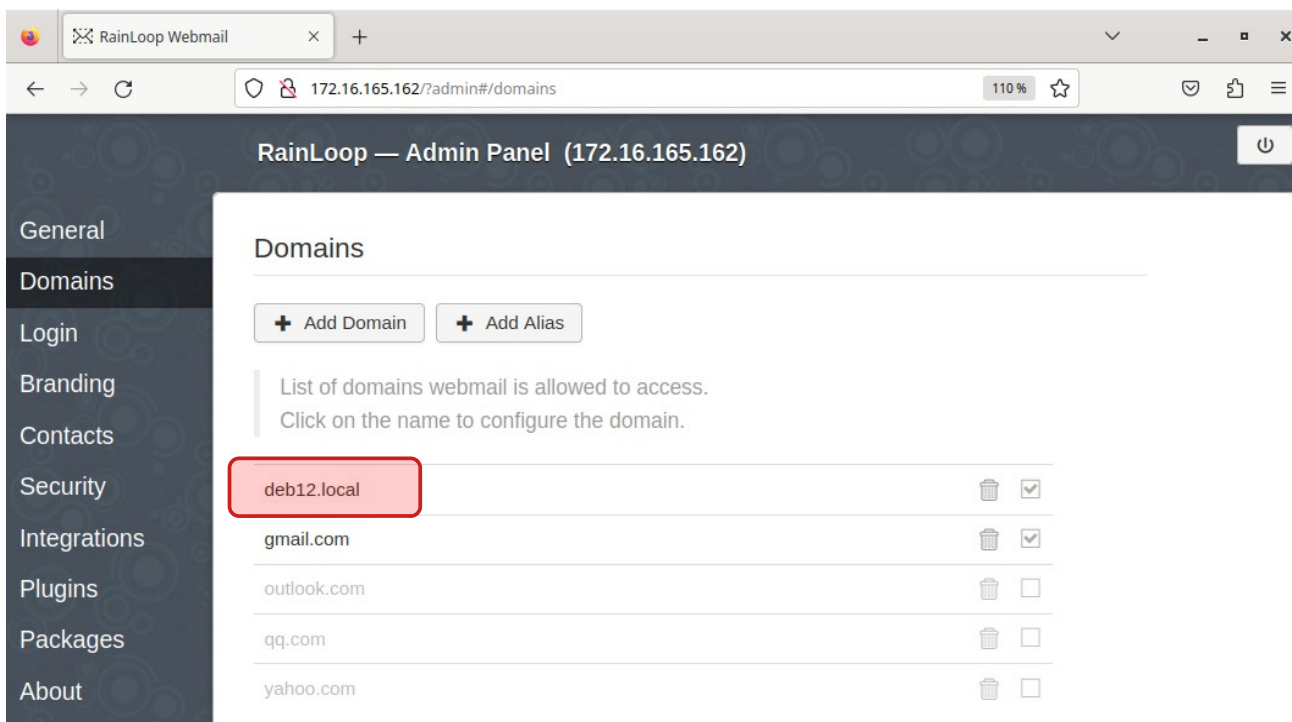 RainLoop Webmail
172.16.165.162/?admin#/domains
110 %
RainLoop — Admin Panel (172.16.165.162)
General
Domains
Login
Branding
Contacts
Security
Integrations
Plugins
Packages
About
Domains
Add Domain
Add Alias
List of domains webmail is allowed to access.
Click on the name to configure the domain.
deb12.local
gmail.com
outlook.com
qq.com
yahoo.com